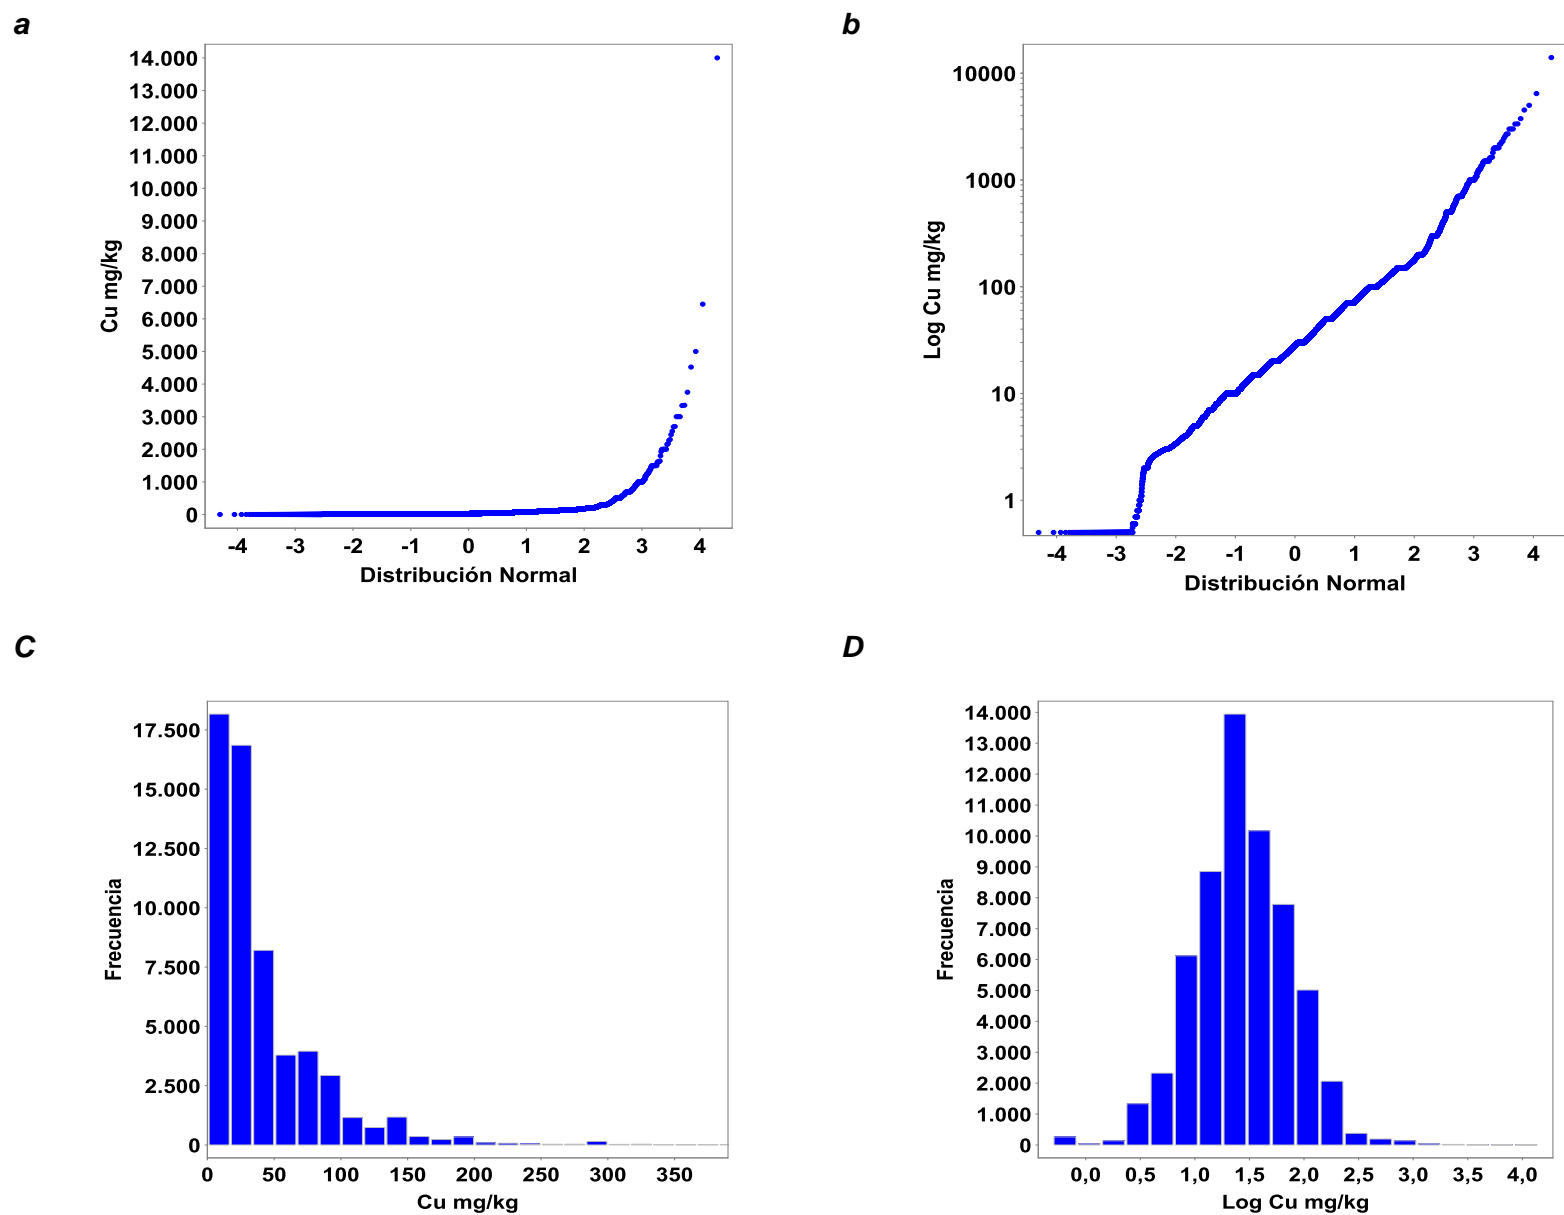 a
14.000
13.000
12.000
11.000
10.000
9.000
8.000
7.000
6.000
5.000
4.000
3.000
2.000
1.000
0
Cu mg/kg
-4 -3 -2 -1 0 1 2 3 4
Distribución Normal
b
10000
1000
100
10
1
Log Cu mg/kg
-4 -3 -2 -1 0 1 2 3 4
Distribución Normal
C
17.500
15.000
12.500
10.000
7.500
5.000
2.500
0
Frecuencia
0 50 100 150 200 250 300 350
Cu mg/kg
D
14.000
13.000
12.000
11.000
10.000
9.000
8.000
7.000
6.000
5.000
4.000
3.000
2.000
1.000
0
Frecuencia
0,0 0,5 1,0 1,5 2,0 2,5 3,0 3,5 4,0
Log Cu mg/kg